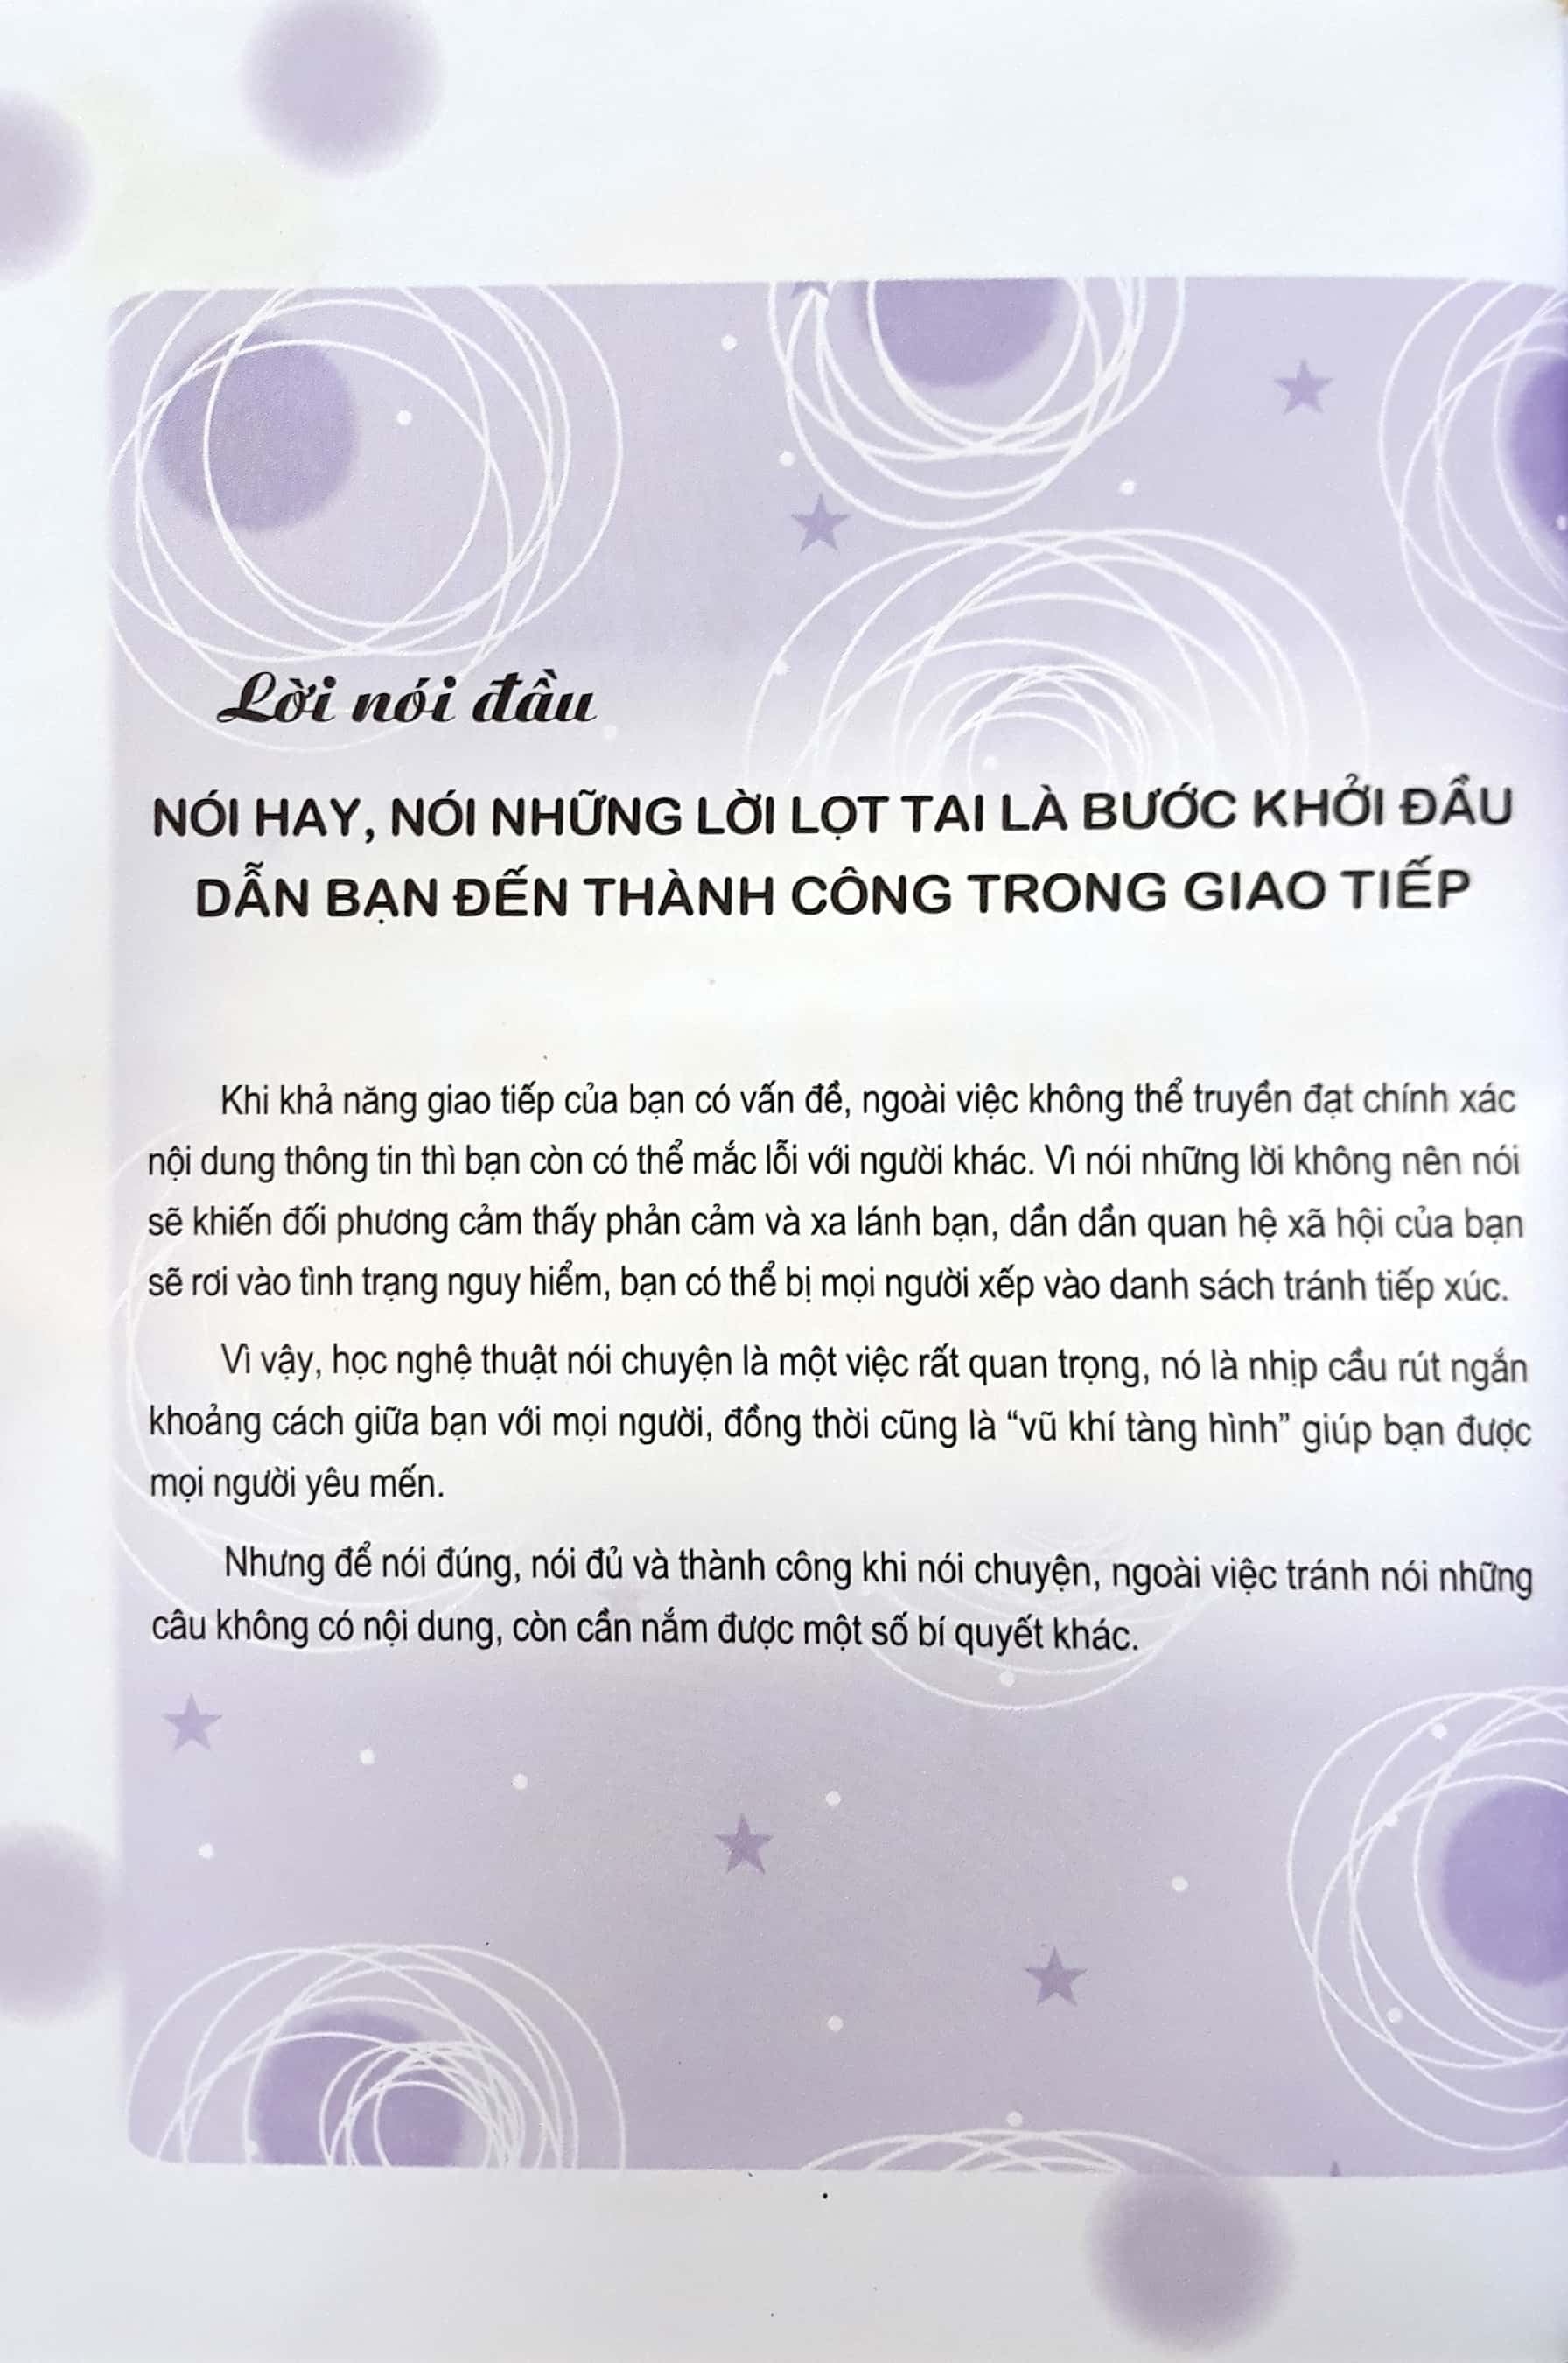 Lời nói đầu
NÓI HAY, NÓI NHỮNG LỜI LỌT TAI LÀ BƯỚC KHỞI ĐẦU
DẪN BẠN ĐẾN THÀNH CÔNG TRONG GIAO TIẾP
Khi khả năng giao tiếp của bạn có vấn đề, ngoài việc không thể truyền đạt chính xác
nội dung thông tin thì bạn còn có thể mắc lỗi với người khác. Vì nói những lời không nên nói
sẽ khiến đối phương cảm thấy phản cảm và xa lánh bạn, dần dần quan hệ xã hội của bạn
sẽ rơi vào tình trạng nguy hiểm, bạn có thể bị mọi người xếp vào danh sách tránh tiếp xúc.
Vì vậy, học nghệ thuật nói chuyện là một việc rất quan trọng, nó là nhịp cầu rút ngắn
khoảng cách giữa bạn với mọi người, đồng thời cũng là “vũ khí tàng hình” giúp bạn được
mọi người yêu mến.
Nhưng để nói đúng, nói đủ và thành công khi nói chuyện, ngoài việc tránh nói những
câu không có nội dung, còn cần nắm được một số bí quyết khác.